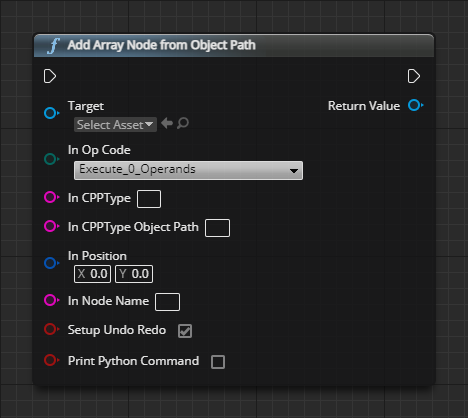 f Add Array Node from Object Path
Target Return Value
Select Asset
In Op Code
Execute_0_Operands
In CPPType
In CPPType Object Path
In Position
X 0.0 Y 0.0
In Node Name
Setup Undo Redo
Print Python Command